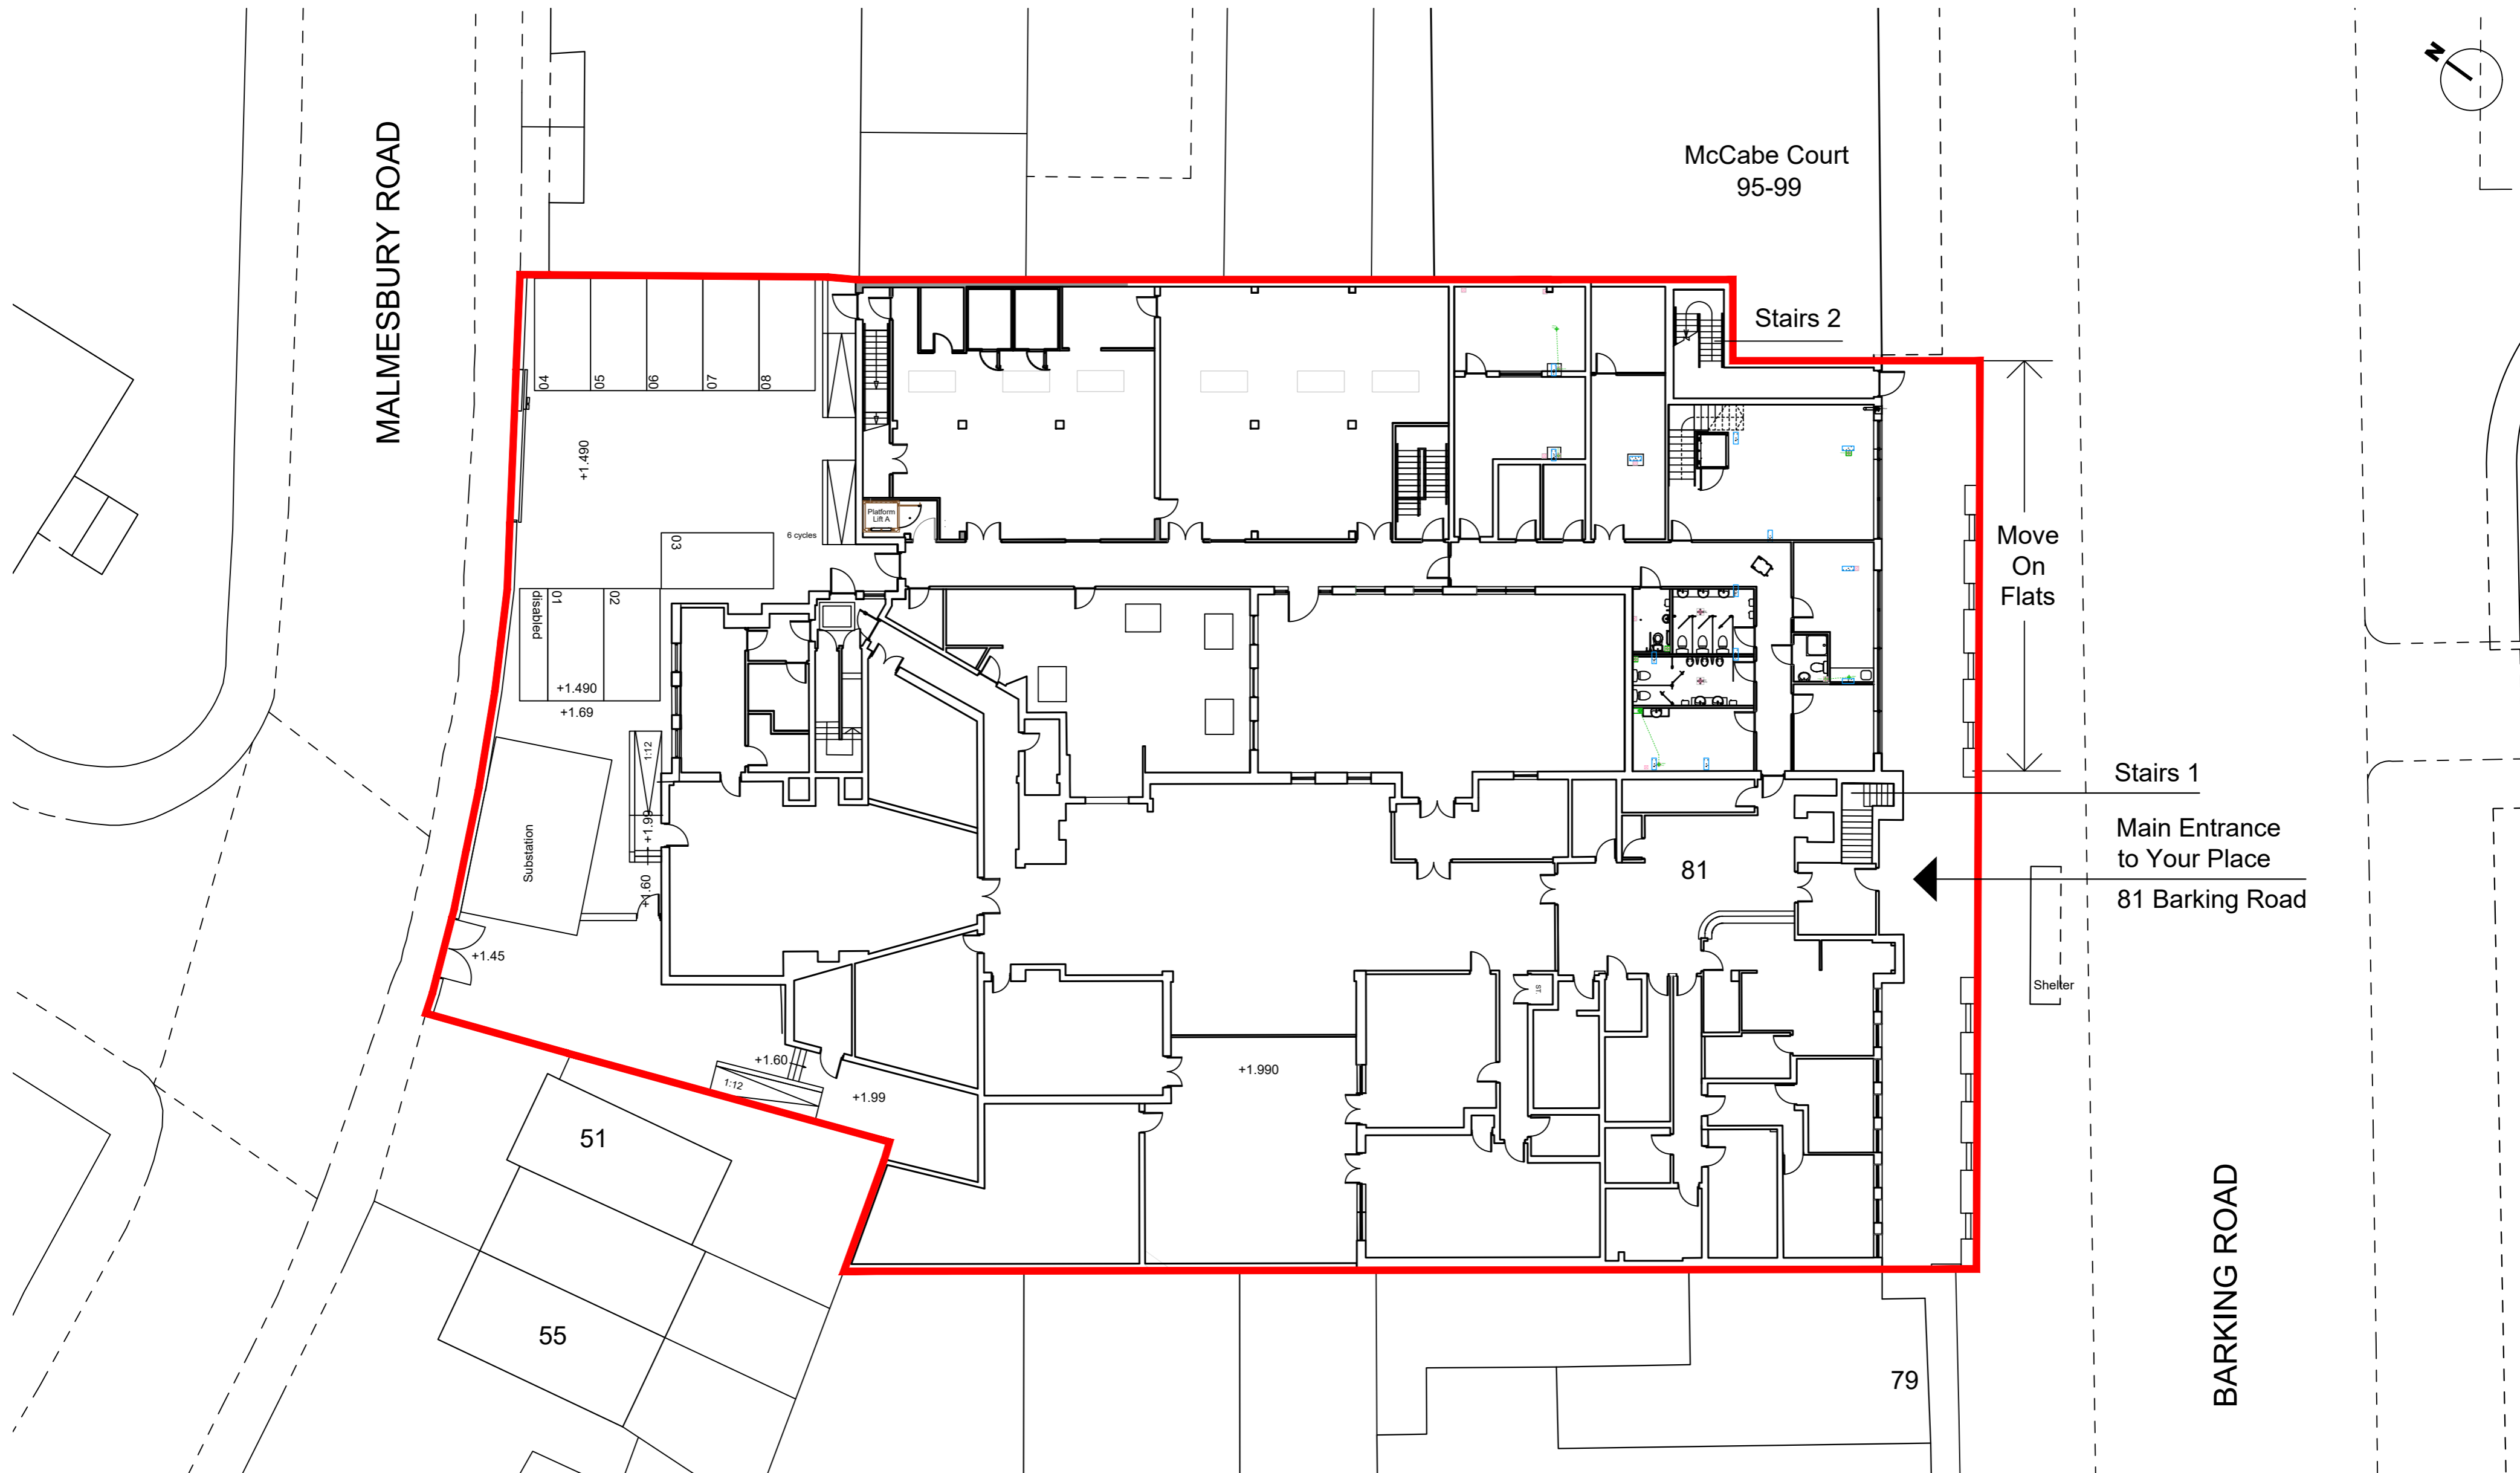 N
MALMESBURY ROAD
McCabe Court
95-99
Stairs 2
04
05
06
07
08
+1.490
Platform
Lift A
6 cycles
03
Move
On
Flats
disabled
01
02
+1.490
+1.69
1:12
+1.99
Substation
+1.60
+1.45
Stairs 1
Main Entrance
to Your Place
81 Barking Road
81
Shelter
ST.
+1.60
1:12
+1.99
+1.990
51
55
79
BARKING ROAD